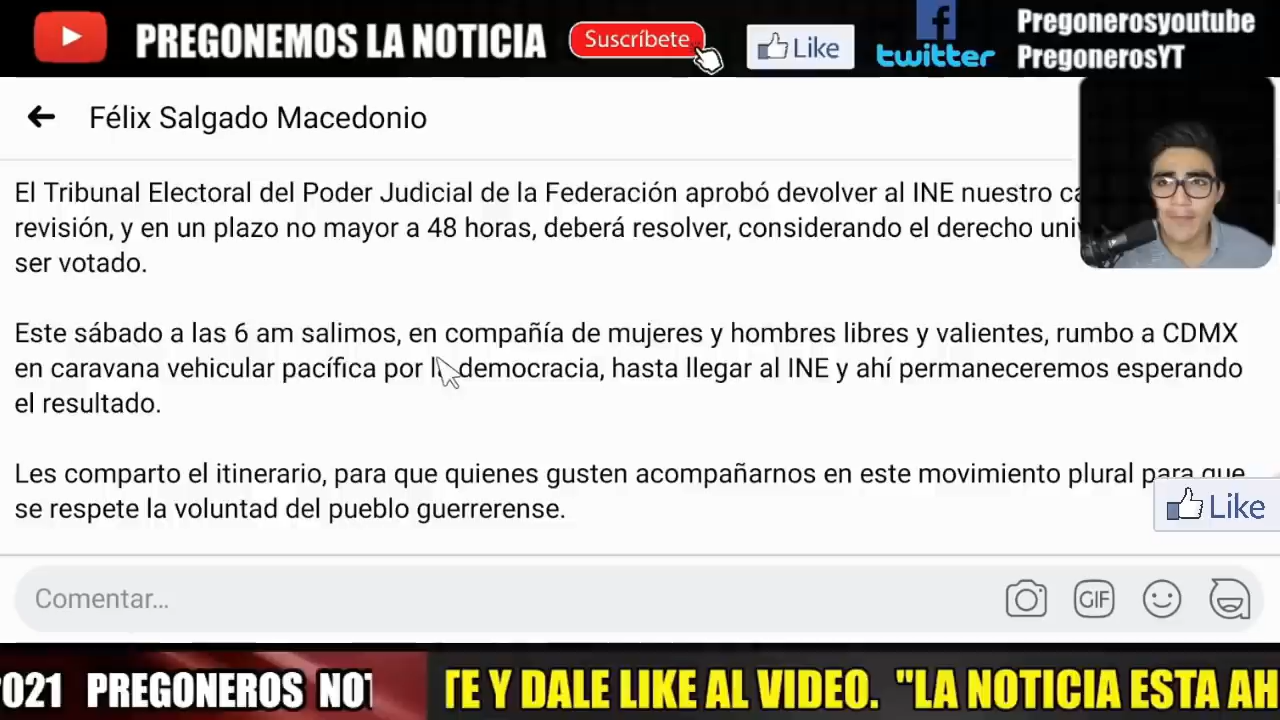 PREGONEMOS LA NOTICIA
Suscríbete
Like
twitter
Pregonerosyoutube
PregonerosYT
Félix Salgado Macedonio
El Tribunal Electoral del Poder Judicial de la Federación aprobó devolver al INE nuestro
revisión, y en un plazo no mayor a 48 horas, deberá resolver, considerando el derecho
ser votado.
Este sábado a las 6 am salimos, en compañía de mujeres y hombres libres y valientes, rumbo a CDMX
en caravana vehicular pacífica por democracia, hasta llegar al INE y ahí permaneceremos esperando
el resultado.
Les comparto el itinerario, para que quienes gusten acompañarnos en este movimiento plural para que
se respete la voluntad del pueblo guerrerense.
Like
Comentar...
GIF
2021 PREGONEROS
Y DALE LIKE AL VIDEO. "LA NOTICIA ESTA